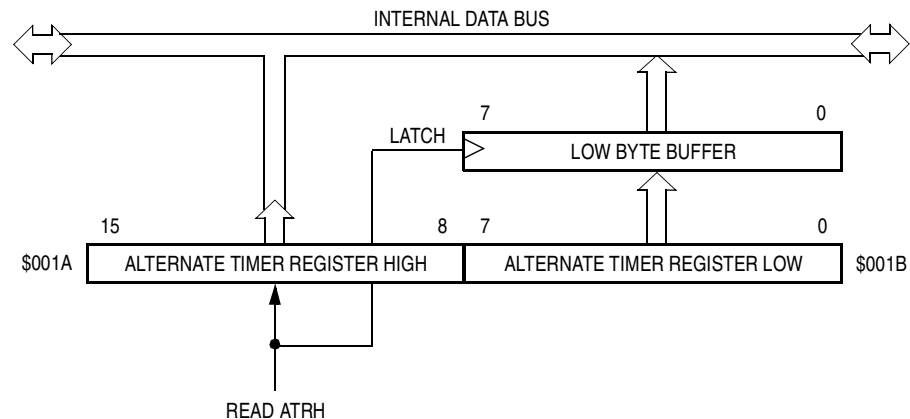 INTERNAL DATA BUS
7 0
LATCH
LOW BYTE BUFFER
15 8 7 0
$001A ALTERNATE TIMER REGISTER HIGH ALTERNATE TIMER REGISTER LOW $001B
READ ATRH